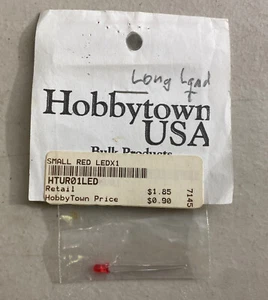 Long Lead
+
Hobbytown
USA
Bulk Products
SMALL RED LEDX1
HTUR01LED
Retail $1.85
HobbyTown Price $0.90
7145